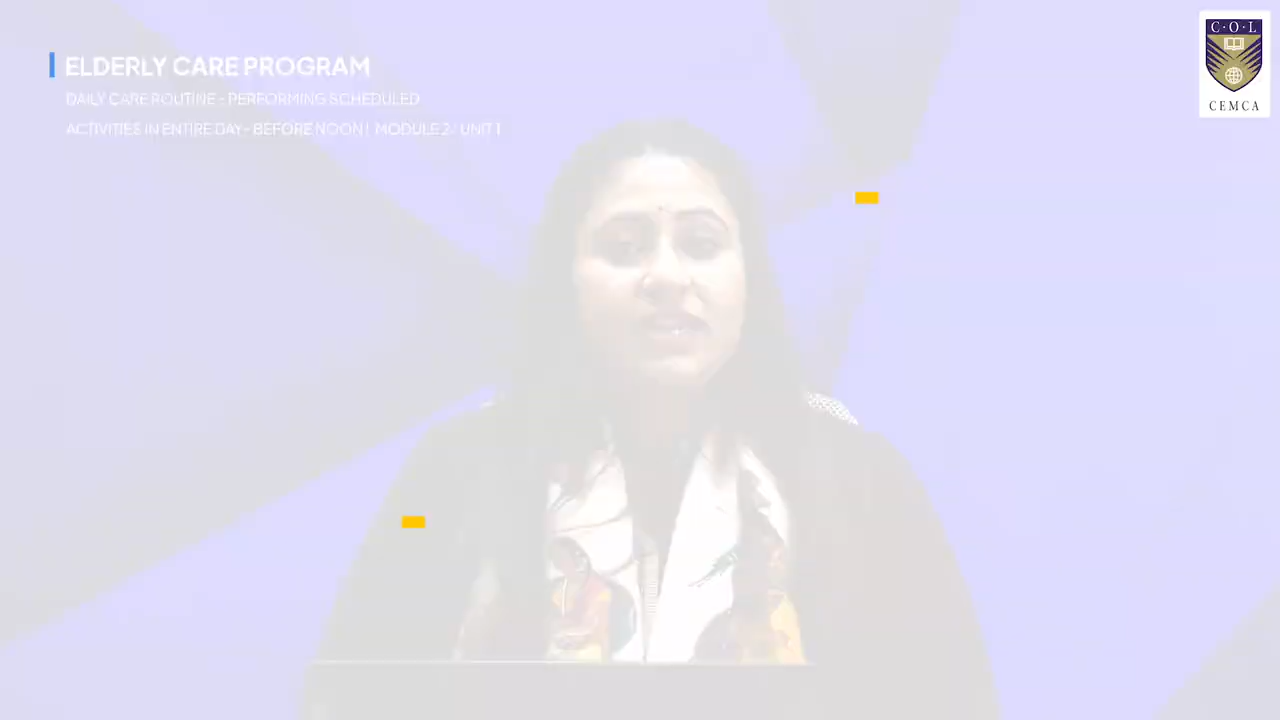 ELDERLY CARE PROGRAM
DAILY CARE ROUTINE - PERFORMING SCHEDULED
ACTIVITIES IN ENTIRE DAY - BEFORE NOON | MODULE 2 / UNIT 1
C·O·L
CEMCA